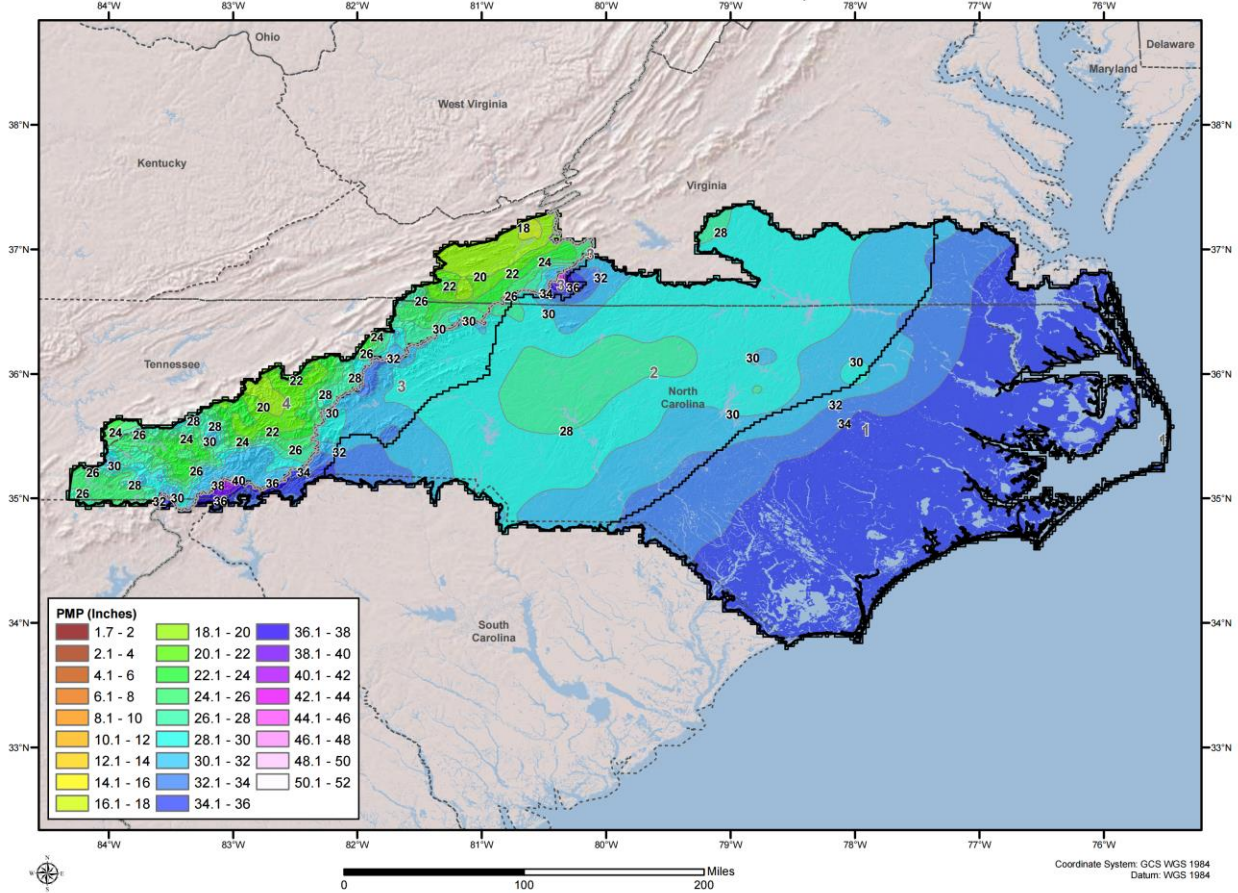 84°W 83°W 82°W 81°W 80°W 79°W 78°W 77°W 76°W
Ohio
Delaware
Maryland
West Virginia
38°N 38°N
Kentucky
Virginia
37°N 28 37°N
18
24 3
20 22 32
22 3 36
26 26 34
30 30 30
24
26 32 30 30
Tennessee
36°N 22 28 3 2 36°N
20 4 28 North
Carolina 32
28 28 30 30 34 1 1
24 26 24 30 24 22 28
30 26 32
26 26 28 38 40 36 34
26
35°N 32 30 36 35°N
34°N South
Carolina 34°N
33°N 33°N
PMP (Inches)
1.7 - 2 18.1 - 20 36.1 - 38
2.1 - 4 20.1 - 22 38.1 - 40
4.1 - 6 22.1 - 24 40.1 - 42
6.1 - 8 24.1 - 26 42.1 - 44
8.1 - 10 26.1 - 28 44.1 - 46
10.1 - 12 28.1 - 30 46.1 - 48
12.1 - 14 30.1 - 32 48.1 - 50
14.1 - 16 32.1 - 34 50.1 - 52
16.1 - 18 34.1 - 36
84°W 83°W 82°W 81°W 80°W 79°W 78°W 77°W 76°W
N
W E
S
Miles
0 100 200
Coordinate System: GCS WGS 1984
Datum: WGS 1984